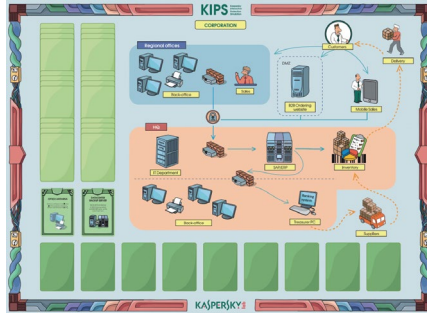 KIPS
CORPORATION
Regional offices
Customers
Delivery
DMZ
Back-office
Sales
B2B Ordering
website
Mobile Sales
HQ
IT Department
SAP ERP
Inventory
Back-office
Treasure PC
Suppliers
KASPERSKY